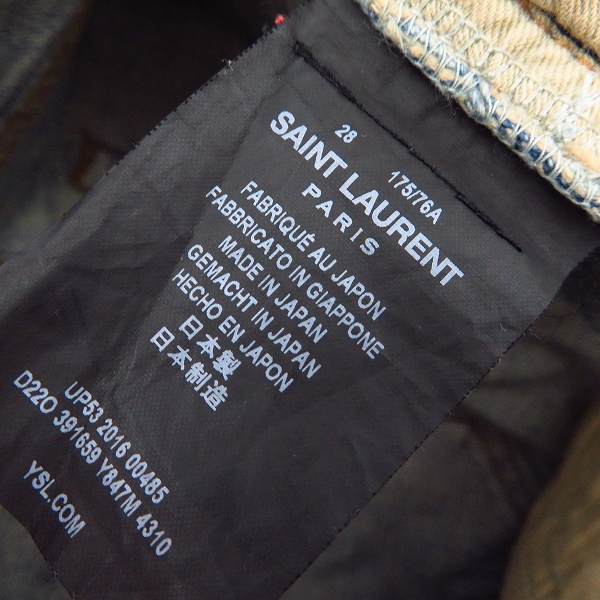 28 175/76A
SAINT LAURENT
PARIS
FABRIQUÉ AU JAPON
FABBRICATO IN GIAPPONE
MADE IN JAPAN
GEMACHT IN JAPAN
HECHO EN JAPON
日本製
日本制造
UP53 2016 00485
D22O 391659 Y847M 4310
YSL.COM